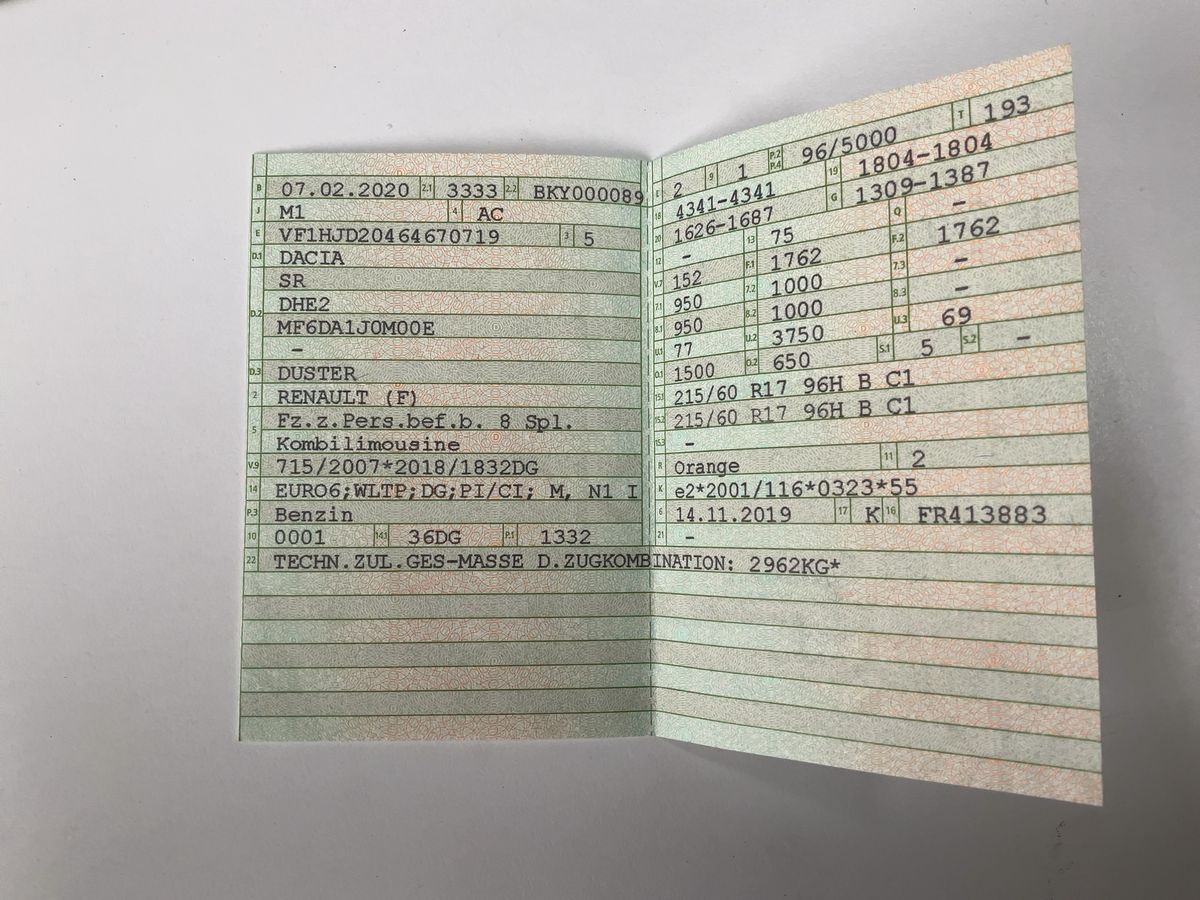 B 07.02.2020 2.1 3333 2.2 BKY000089
J M1 4 AC
E VF1HJD20464670719 3 5
D.1 DACIA
SR
D.2 DHE2
MF6DA1J0M00E
–
D.3 DUSTER
2 RENAULT (F)
5 Fz.z.Pers.bef.b. 8 Spl.
Kombilimousine
V.9 715/2007*2018/1832DG
14 EURO6;WLTP;DG;PI/CI; M, N1 I
P.3 Benzin
10 0001 14.1 36DG P.1 1332
22 TECHN.ZUL.GES-MASSE D.ZUGKOMBINATION: 2962KG*
L 2 9 1 P.2 P.4 96/5000 T 193
18 4341-4341 19 1804-1804
20 1626-1687 G 1309-1387
12 – 13 75 Q –
V.7 152 F.1 1762 F.2 1762
7.1 950 7.2 1000 7.3 –
8.1 950 8.2 1000 8.3 –
U.1 77 U.2 3750 U.3 69
O.1 1500 O.2 650 S.1 5 S.2 –
15.1 215/60 R17 96H B C1
15.2 215/60 R17 96H B C1
15.3 –
R Orange 11 2
K e2*2001/116*0323*55
6 14.11.2019 17 K 16 FR413883
21 –